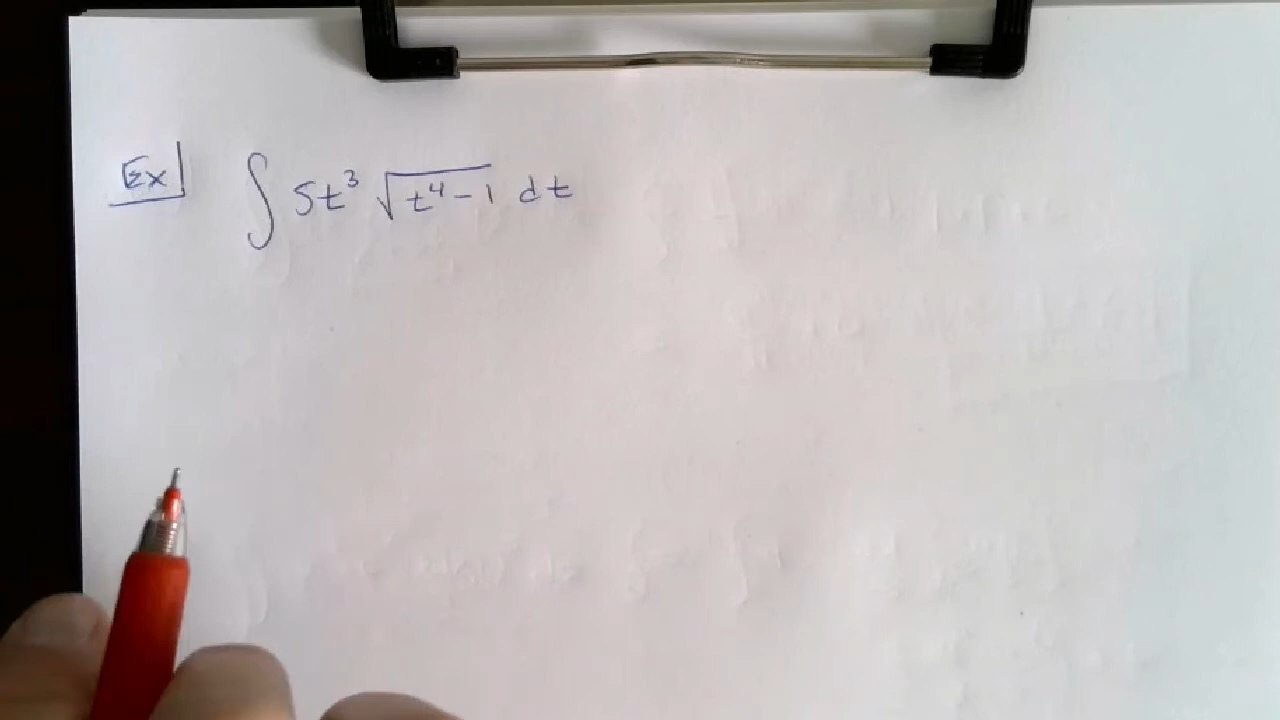 Ex ∫ 5t³ √(t⁴-1) dt